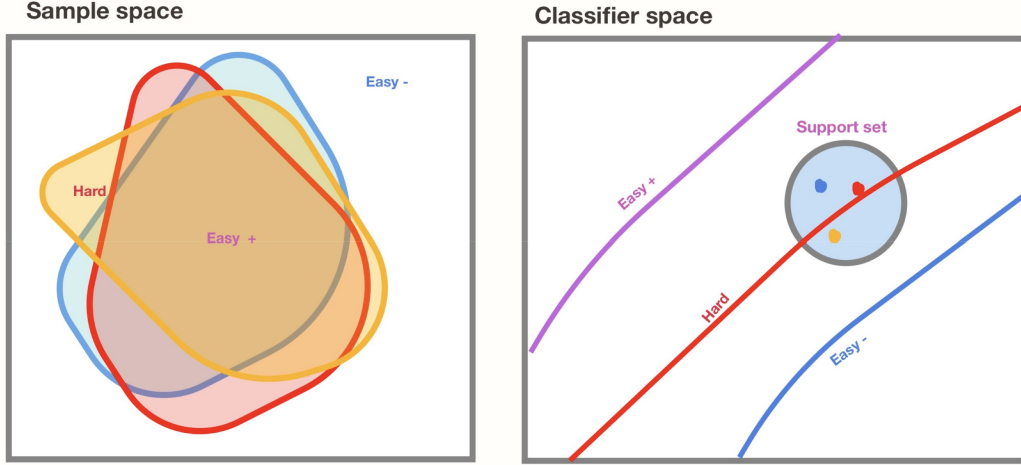 Sample space
Easy -
Hard
Easy +
Classifier space
Support set
Easy +
Hard
Easy -